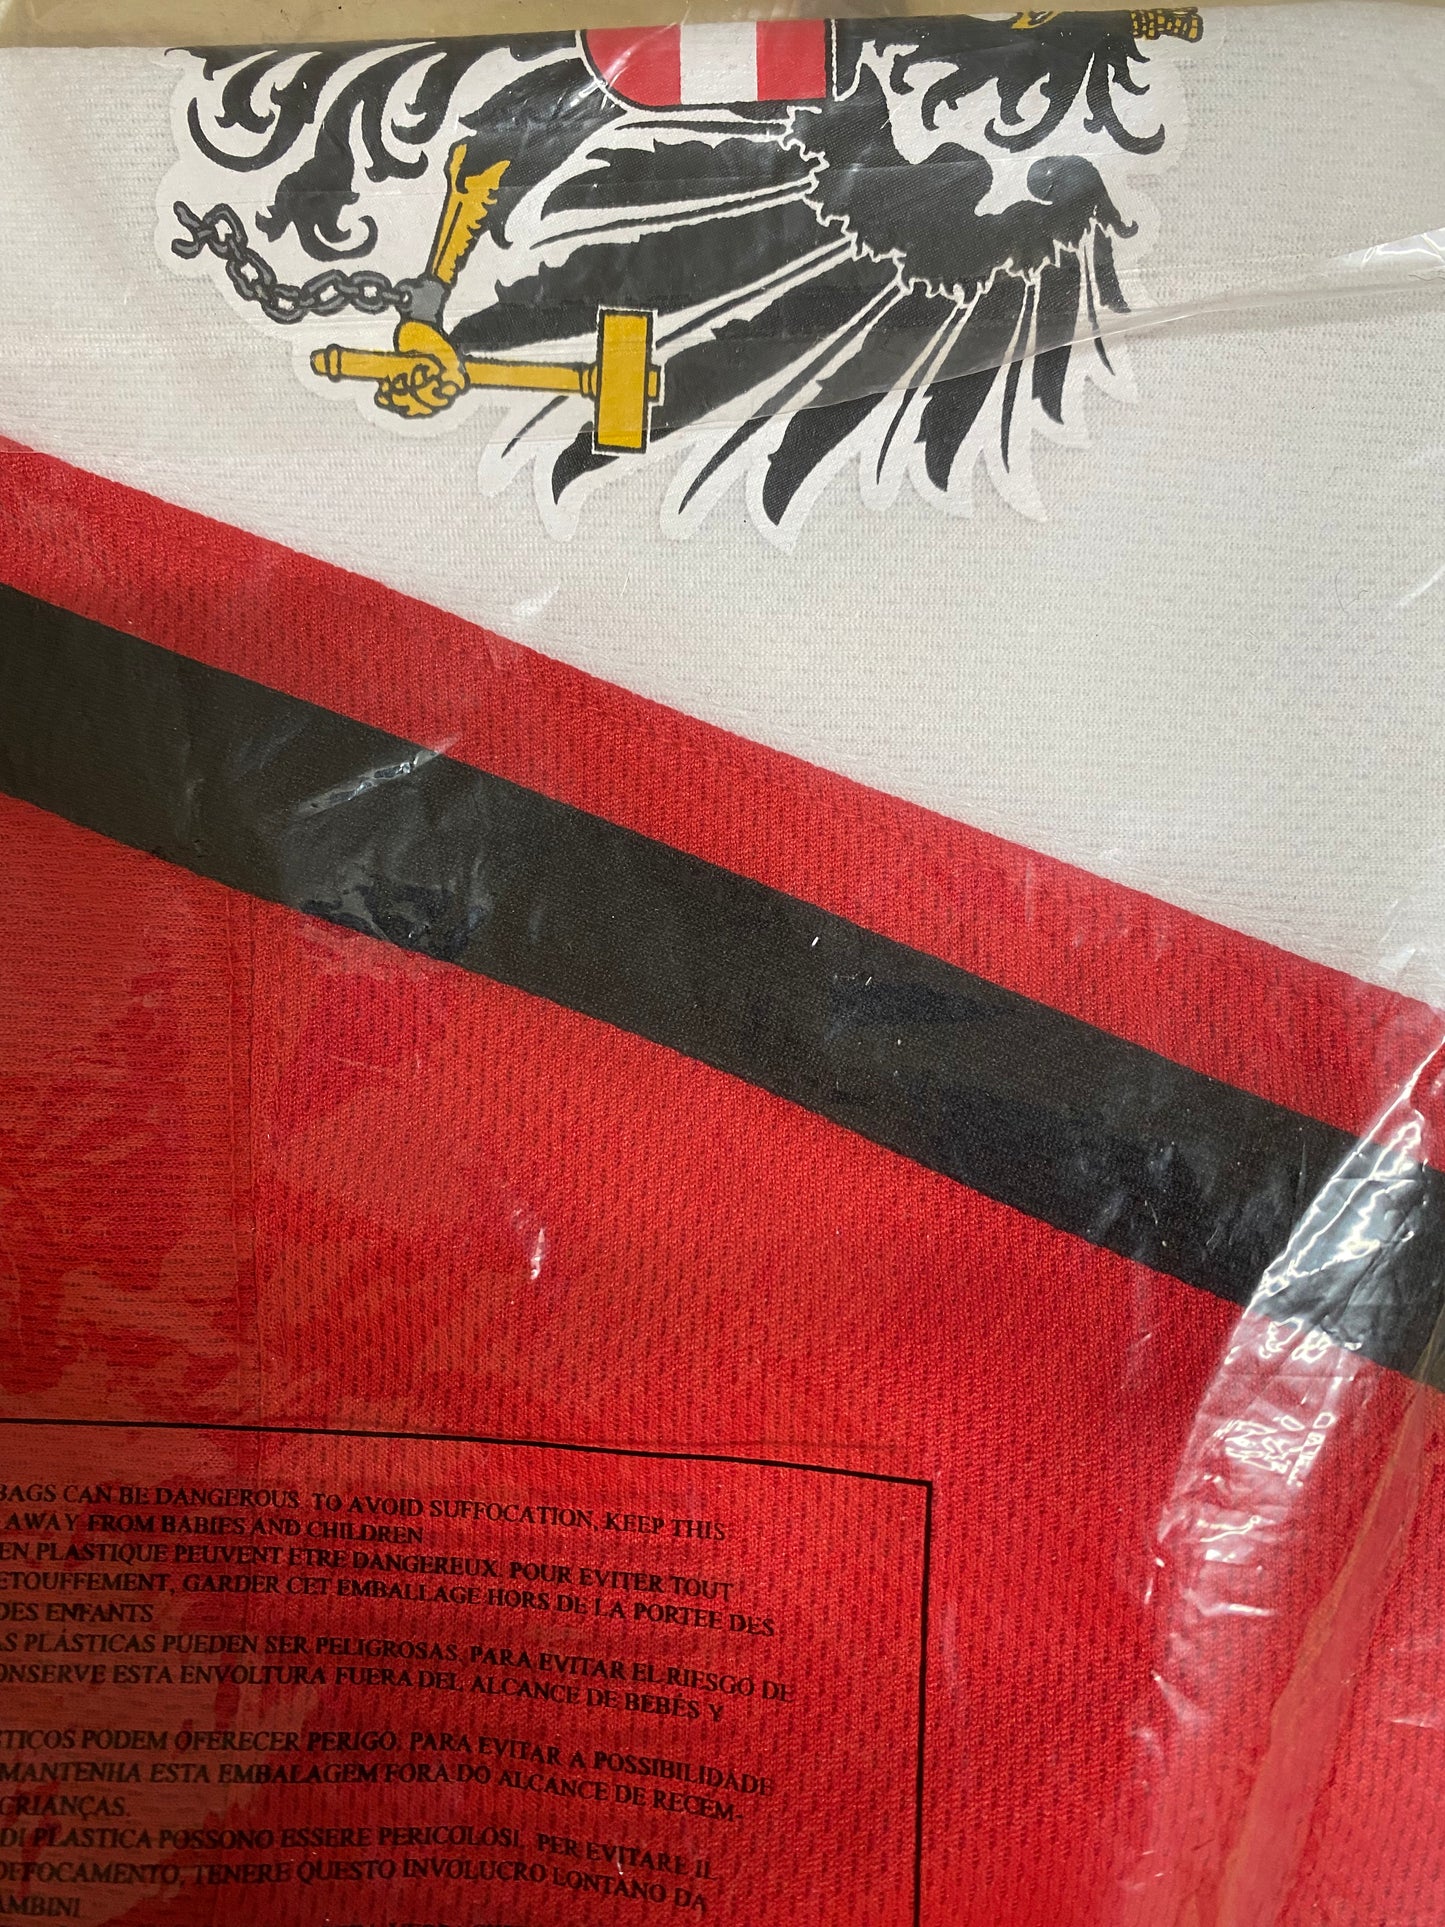 BAGS CAN BE DANGEROUS. TO AVOID SUFFOCATION, KEEP THIS
AWAY FROM BABIES AND CHILDREN
EN PLASTIQUE PEUVENT ETRE DANGEREUX. POUR EVITER TOUT
ETOUFFEMENT, GARDER CET EMBALLAGE HORS DE LA PORTEE DES
DES ENFANTS
AS PLÁSTICAS PUEDEN SER PELIGROSAS, PARA EVITAR EL RIESGO DE
ONSERVE ESTA ENVOLTURA FUERA DEL ALCANCE DE BEBÉS Y
STICOS PODEM OFERECER PERIGO. PARA EVITAR A POSSIBILIDADE
MANTENHA ESTA EMBALAGEM FORA DO ALCANCE DE RECEM-
CRIANÇAS.
DI PLASTICA POSSONO ESSERE PERICOLOSI. PER EVITARE IL
OFFOCAMENTO, TENERE QUESTO INVOLUCRO LONTANO DA
AMBINI